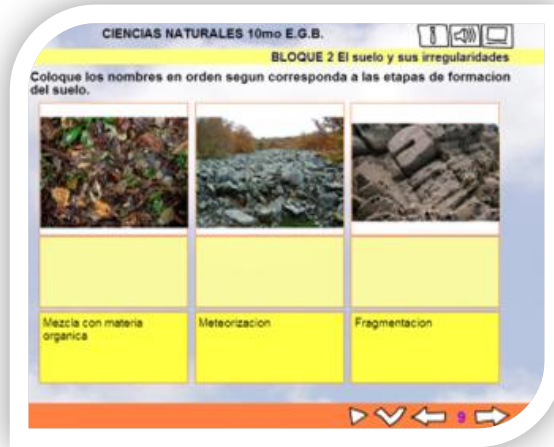 CIENCIAS NATURALES 10mo E.G.B.
BLOQUE 2 El suelo y sus irregularidades
Coloque los nombres en orden segun corresponda a las etapas de formacion
del suelo.
Mezcla con materia
organica
Meteorizacion
Fragmentacion
9